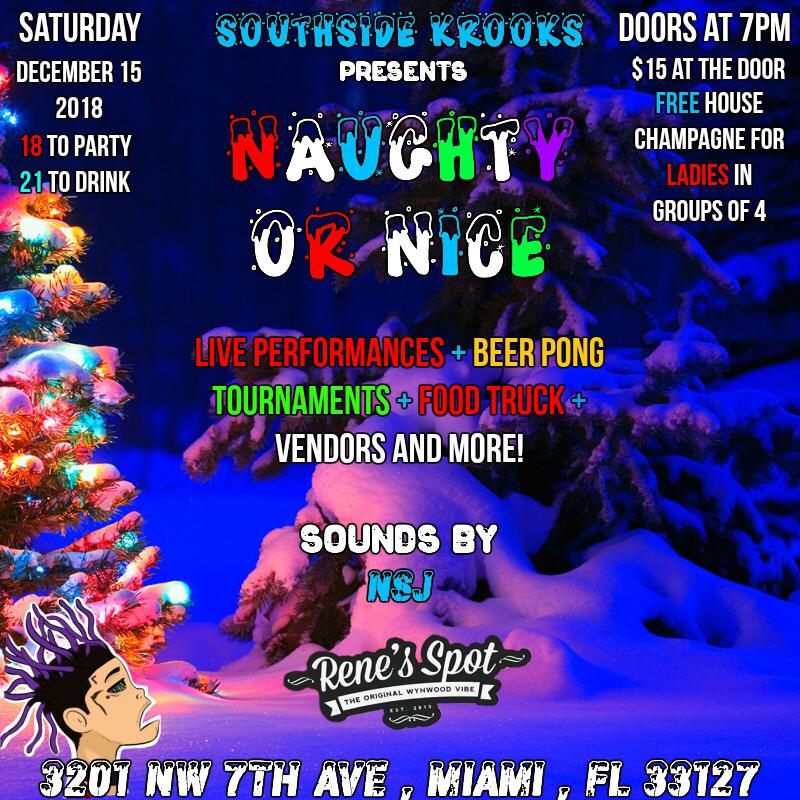 SATURDAY
DECEMBER 15
2018
18 TO PARTY
21 TO DRINK
SOUTHSIDE KROOKS
PRESENTS
NAUGHTY
OR NICE
DOORS AT 7PM
$15 AT THE DOOR
FREE HOUSE
CHAMPAGNE FOR
LADIES IN
GROUPS OF 4
LIVE PERFORMANCES + BEER PONG
TOURNAMENTS + FOOD TRUCK +
VENDORS AND MORE!
SOUNDS BY
NSJ
Rene's Spot
THE ORIGINAL WYNWOOD VIBE
EST. 2013
3201 NW 7TH AVE , MIAMI , FL 33127